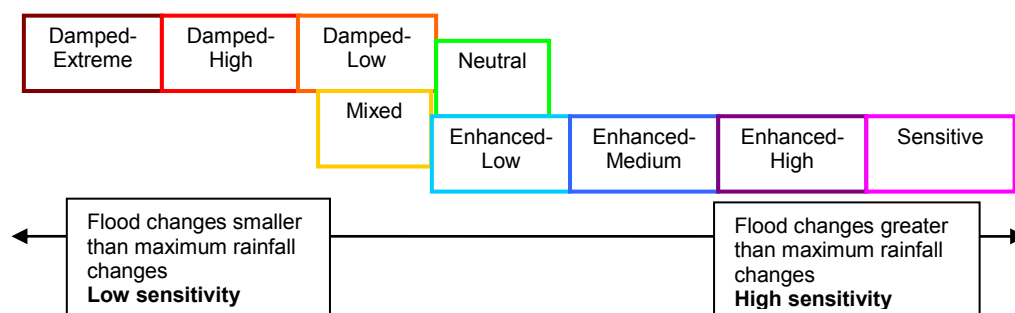 Damped-
Extreme
Damped-
High
Damped-
Low
Neutral
Mixed
Enhanced-
Low
Enhanced-
Medium
Enhanced-
High
Sensitive
Flood changes smaller
than maximum rainfall
changes
Low sensitivity
Flood changes greater
than maximum rainfall
changes
High sensitivity